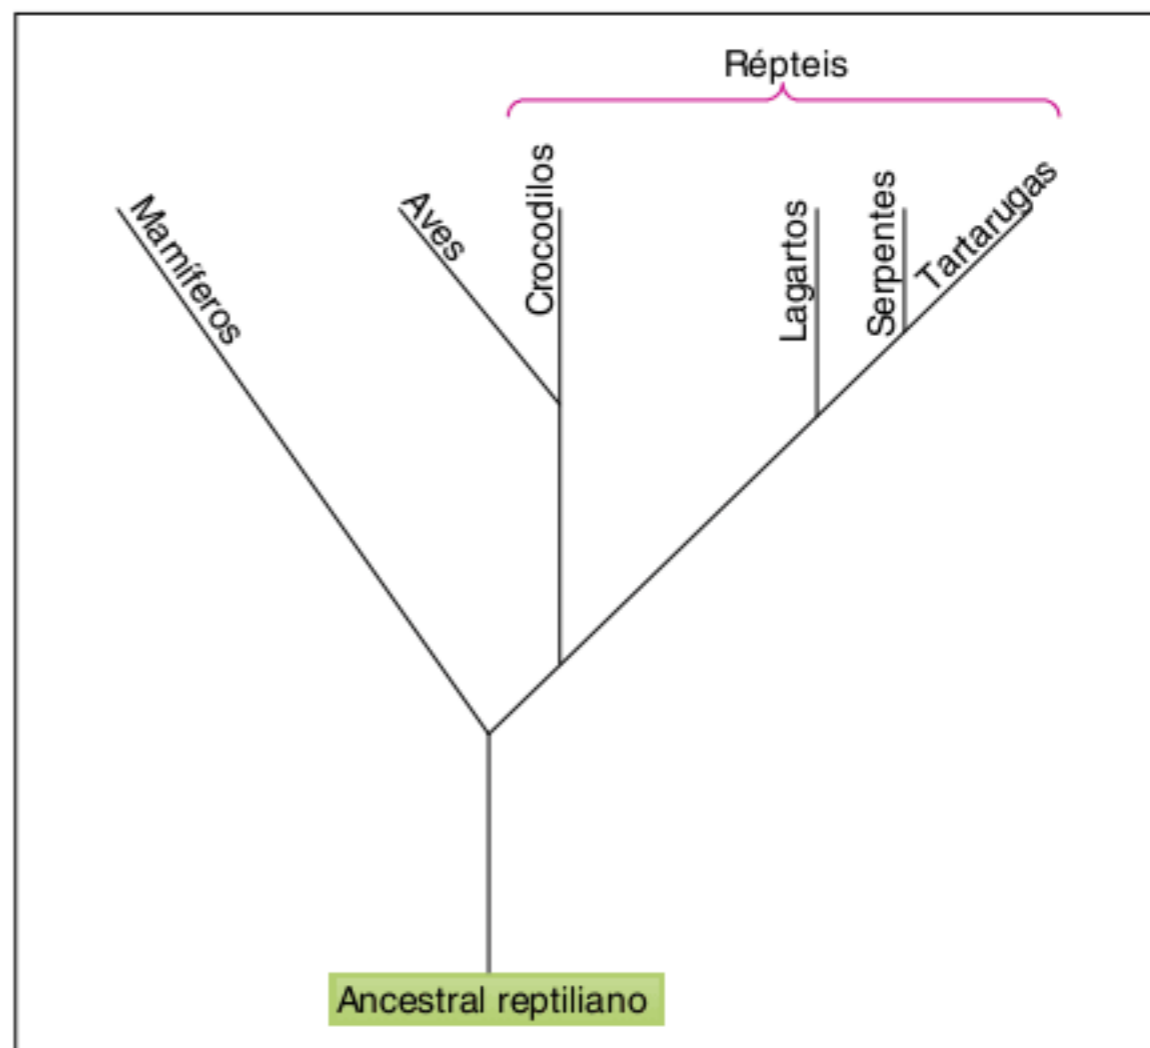 Répteis
Mamíferos
Aves
Crocodilos
Lagartos
Serpentes
Tartarugas
Ancestral reptiliano